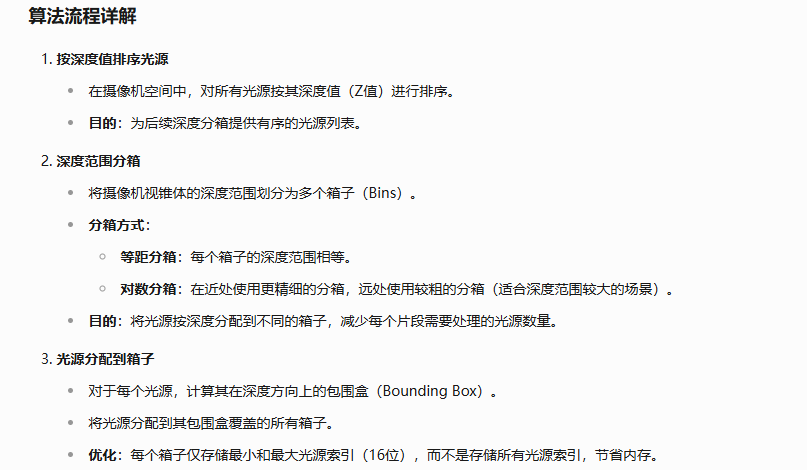 算法流程详解
1. 按深度值排序光源
• 在摄像机空间中，对所有光源按其深度值（Z值）进行排序。
• 目的：为后续深度分箱提供有序的光源列表。
2. 深度范围分箱
• 将摄像机视锥体的深度范围划分为多个箱子（Bins）。
• 分箱方式：
○ 等距分箱：每个箱子的深度范围相等。
○ 对数分箱：在近处使用更精细的分箱，远处使用较粗的分箱（适合深度范围较大的场景）。
• 目的：将光源按深度分配到不同的箱子，减少每个片段需要处理的光源数量。
3. 光源分配到箱子
• 对于每个光源，计算其在深度方向上的包围盒（Bounding Box）。
• 将光源分配到其包围盒覆盖的所有箱子。
• 优化：每个箱子仅存储最小和最大光源索引（16位），而不是存储所有光源索引，节省内存。